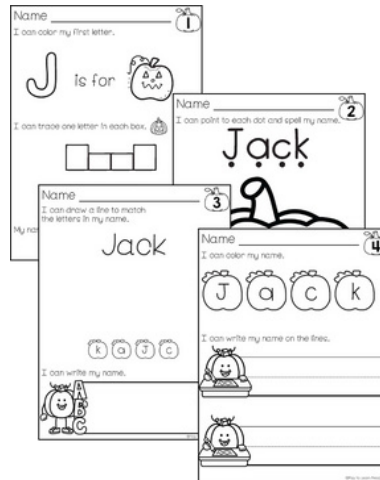 Name
1
I can color my first letter.
J is for
I can trace one letter in each box.
My
Name
2
I can point to each dot and spell my name.
Jack
Name
3
I can draw a line to match
the letters in my name.
Jack
k a J c
I can write my name.
A
B
C
Name
4
I can color my name.
J a c k
I can write my name on the lines.